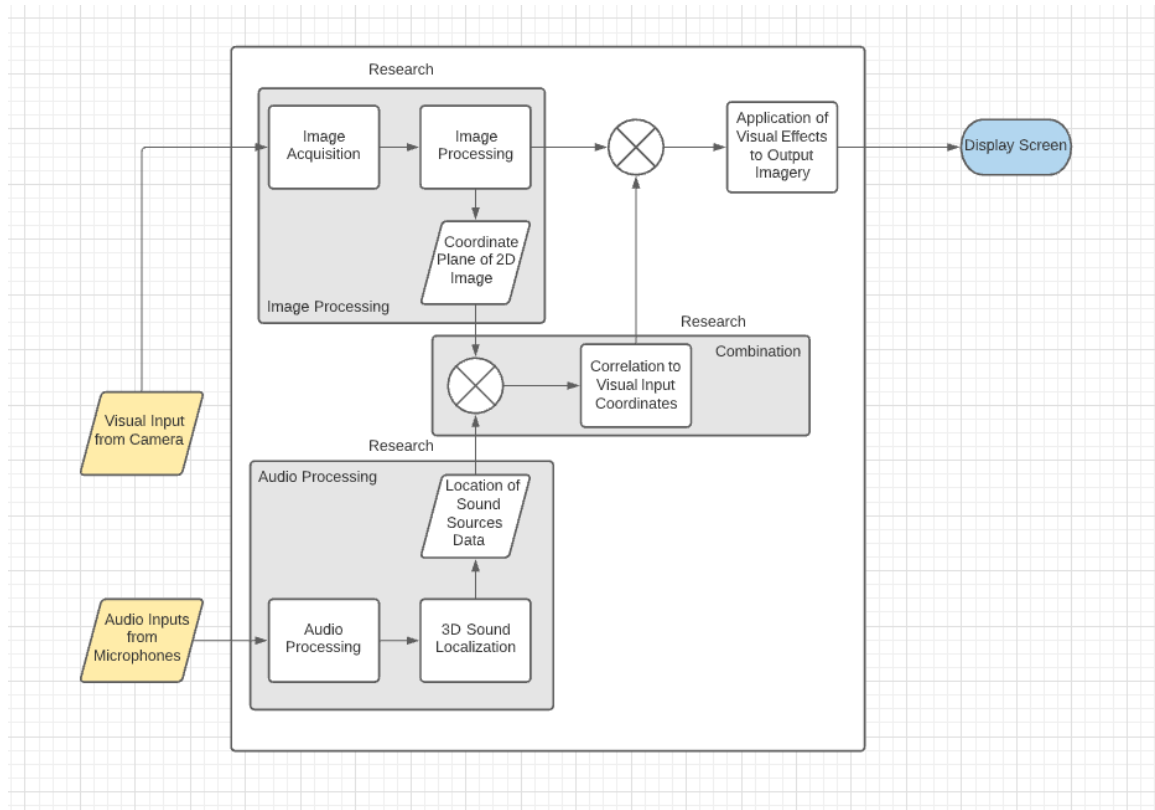 Research
Image
Acquisition
Image
Processing
Coordinate
Plane of 2D
Image
Image Processing
Application of
Visual Effects
to Output
Imagery
Display Screen
Research
Combination
Correlation to
Visual Input
Coordinates
Visual Input
from Camera
Research
Audio Processing
Location of
Sound
Sources
Data
Audio Inputs
from
Microphones
Audio
Processing
3D Sound
Localization